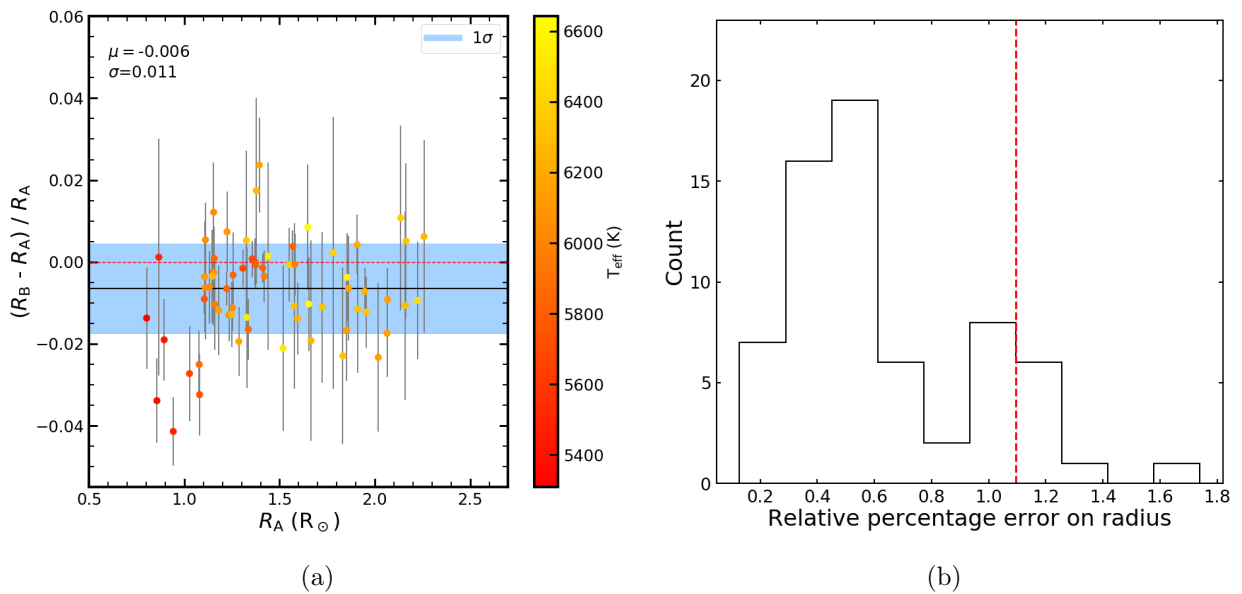 0.06
0.04
0.02
0.00
−0.02
−0.04
(R_B - R_A) / R_A
μ = -0.006
σ=0.011
1σ
0.5 1.0 1.5 2.0 2.5
R_A (R_⊙)
6600
6400
6200
6000
5800
5600
5400
T_eff (K)
(a)
20
15
10
5
0
Count
0.2 0.4 0.6 0.8 1.0 1.2 1.4 1.6 1.8
Relative percentage error on radius
(b)